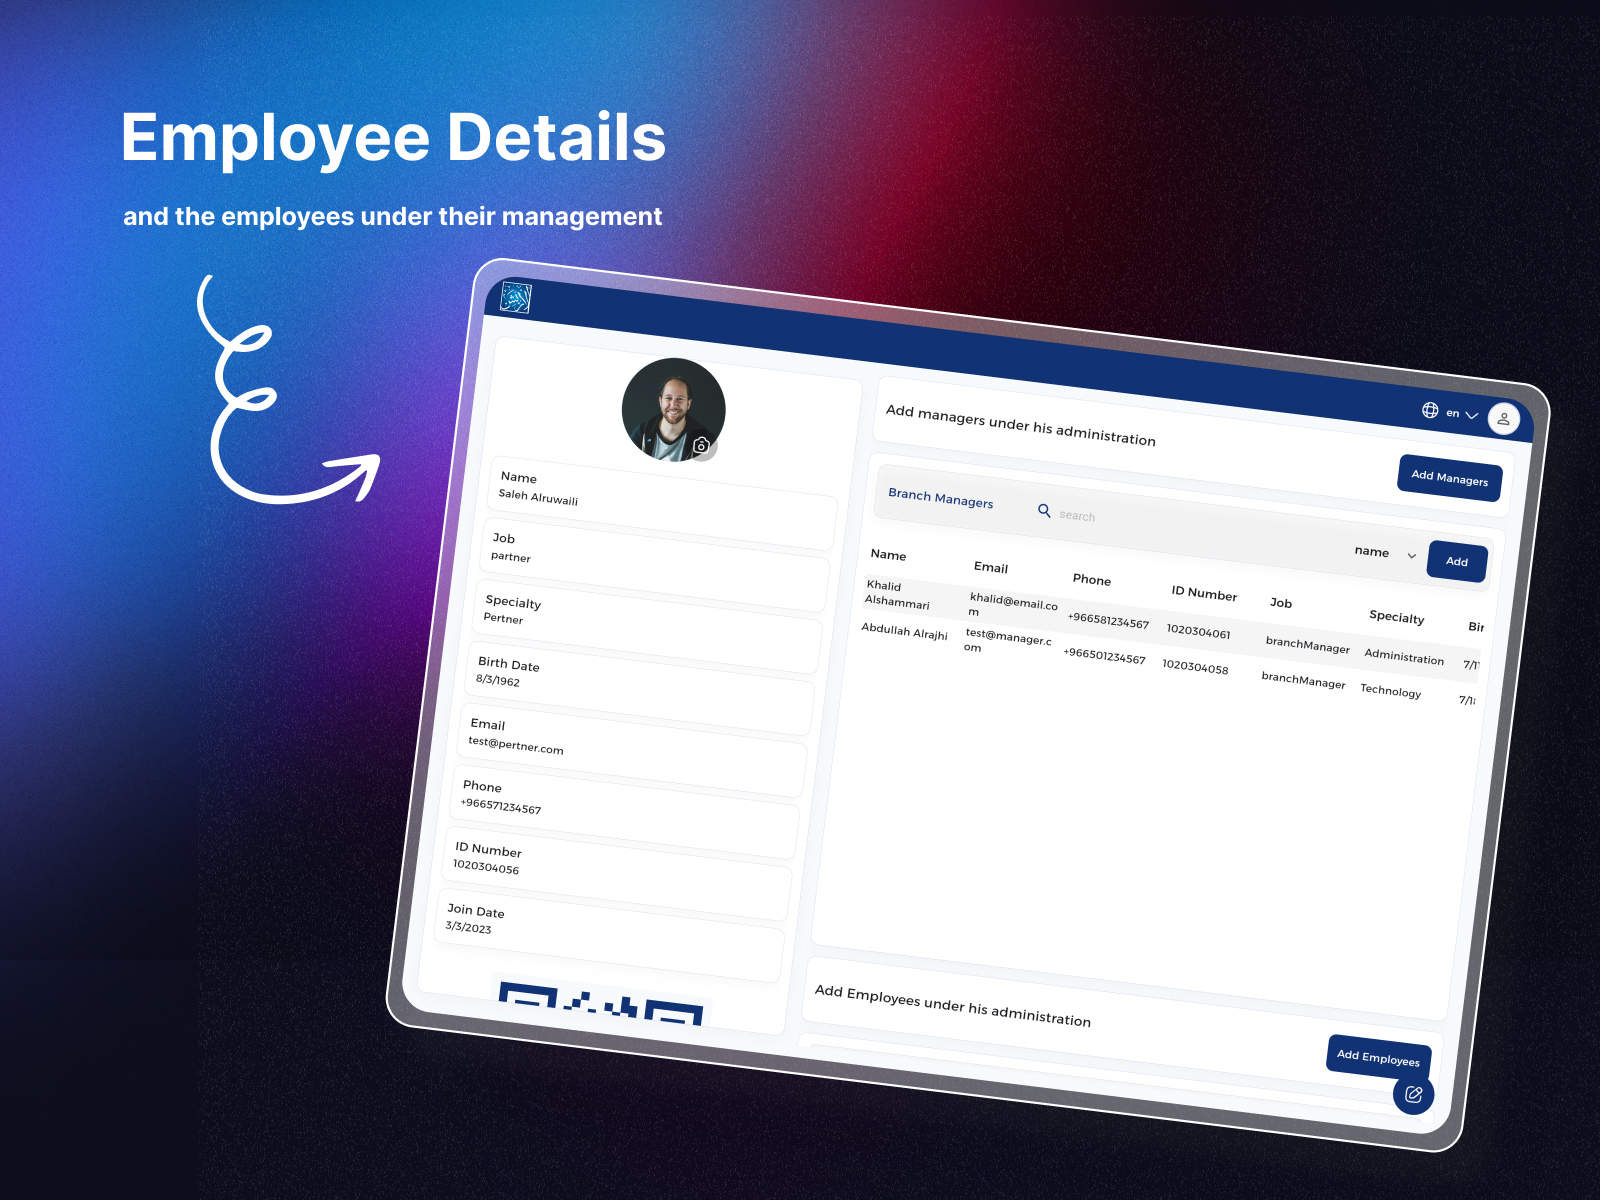 Employee Details
and the employees under their management
en
Name
Saleh Alruwaili
Job
partner
Specialty
Pertner
Birth Date
8/3/1962
Email
test@pertner.com
Phone
+966571234567
ID Number
1020304056
Join Date
3/3/2023
Add managers under his administration
Add Managers
Branch Managers
search
name
Add
Name Email Phone ID Number Job Specialty Bir
Khalid Alshammari khalid@email.com +966581234567 1020304061 branchManager Administration 7/1
Abdullah Alrajhi test@manager.com +966501234567 1020304058 branchManager Technology 7/1
Add Employees under his administration
Add Employees